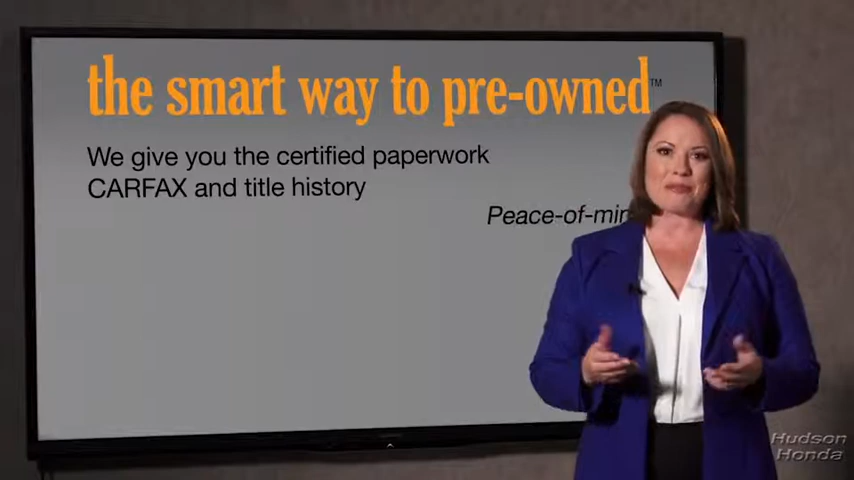 the smart way to pre-owned™
We give you the certified paperwork
CARFAX and title history
Peace-of-
Hudson
Honda